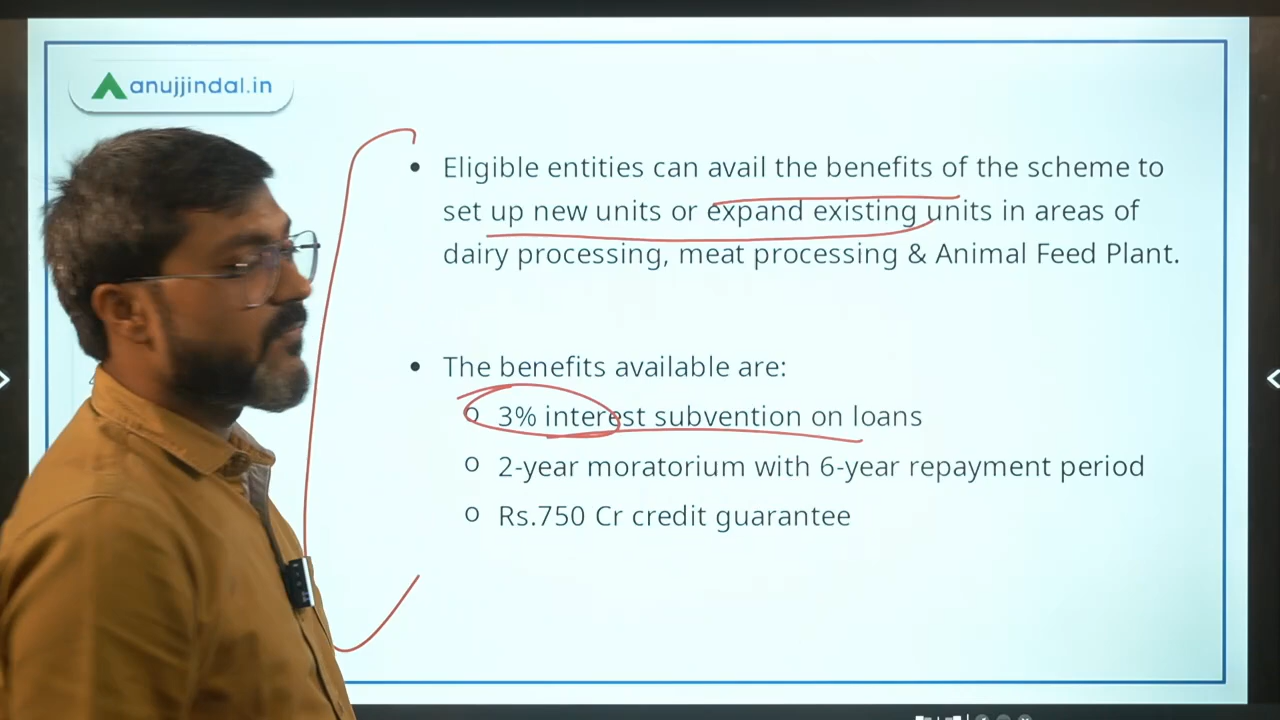 anujjindal.in
• Eligible entities can avail the benefits of the scheme to
set up new units or expand existing units in areas of
dairy processing, meat processing & Animal Feed Plant.
• The benefits available are:
o 3% interest subvention on loans
o 2-year moratorium with 6-year repayment period
o Rs.750 Cr credit guarantee